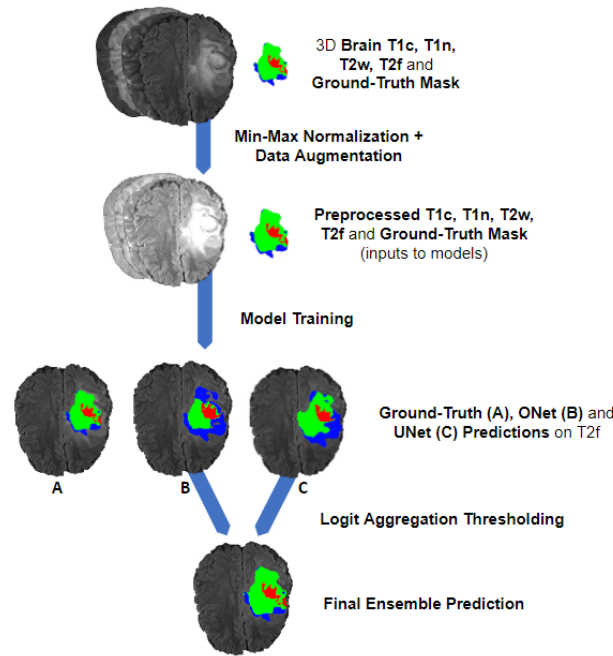 3D Brain T1c, T1n,
T2w, T2f and
Ground-Truth Mask
Min-Max Normalization +
Data Augmentation
Preprocessed T1c, T1n, T2w,
T2f and Ground-Truth Mask
(inputs to models)
Model Training
Ground-Truth (A), ONet (B) and
UNet (C) Predictions on T2f
A
B
C
Logit Aggregation Thresholding
Final Ensemble Prediction